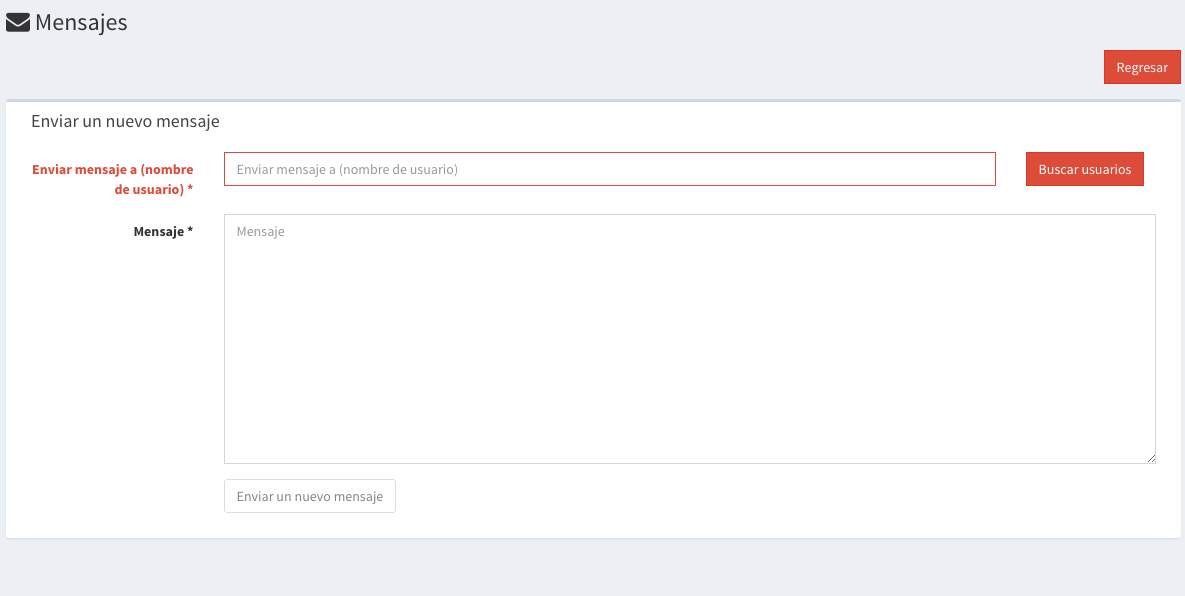 Mensajes
Regresar
Enviar un nuevo mensaje
Enviar mensaje a (nombre
de usuario) *
Enviar mensaje a (nombre de usuario)
Buscar usuarios
Mensaje *
Mensaje
Enviar un nuevo mensaje